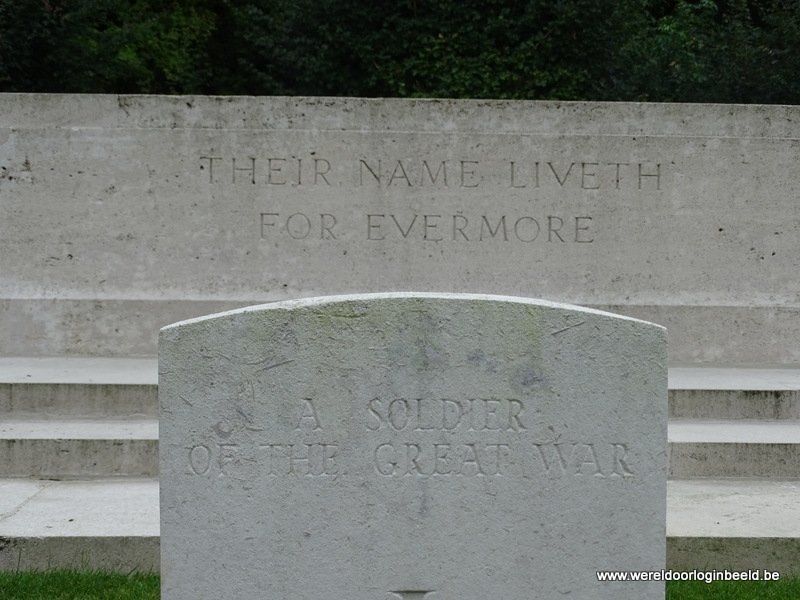 THEIR NAME LIVETH
FOR EVERMORE
A SOLDIER
OF THE GREAT WAR
www.wereldoorloginbeeld.be